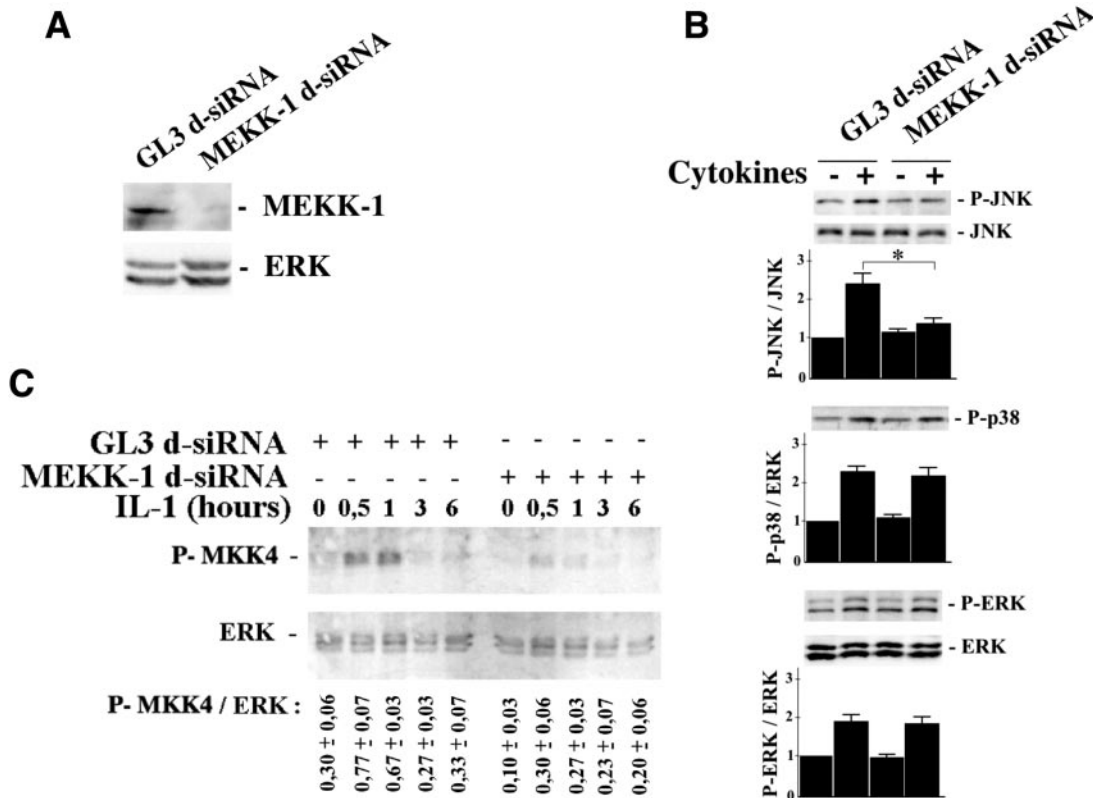 A
GL3 d-siRNA
MEKK-1 d-siRNA
- MEKK-1
- ERK
B
GL3 d-siRNA
MEKK-1 d-siRNA
Cytokines - + - +
- P-JNK
- JNK
P-JNK / JNK
3
2
1
0
*
- P-p38
P-p38 / ERK
3
2
1
0
- P-ERK
- ERK
P-ERK / ERK
3
2
1
0
C
GL3 d-siRNA + + + + + - - - - -
MEKK-1 d-siRNA - - - - - + + + + +
IL-1 (hours) 0 0,5 1 3 6 0 0,5 1 3 6
P- MKK4 -
ERK -
P- MKK4 / ERK : 0,30 ± 0,06 0,77 ± 0,07 0,67 ± 0,03 0,27 ± 0,03 0,33 ± 0,07 0,10 ± 0,03 0,30 ± 0,06 0,27 ± 0,03 0,23 ± 0,07 0,20 ± 0,06